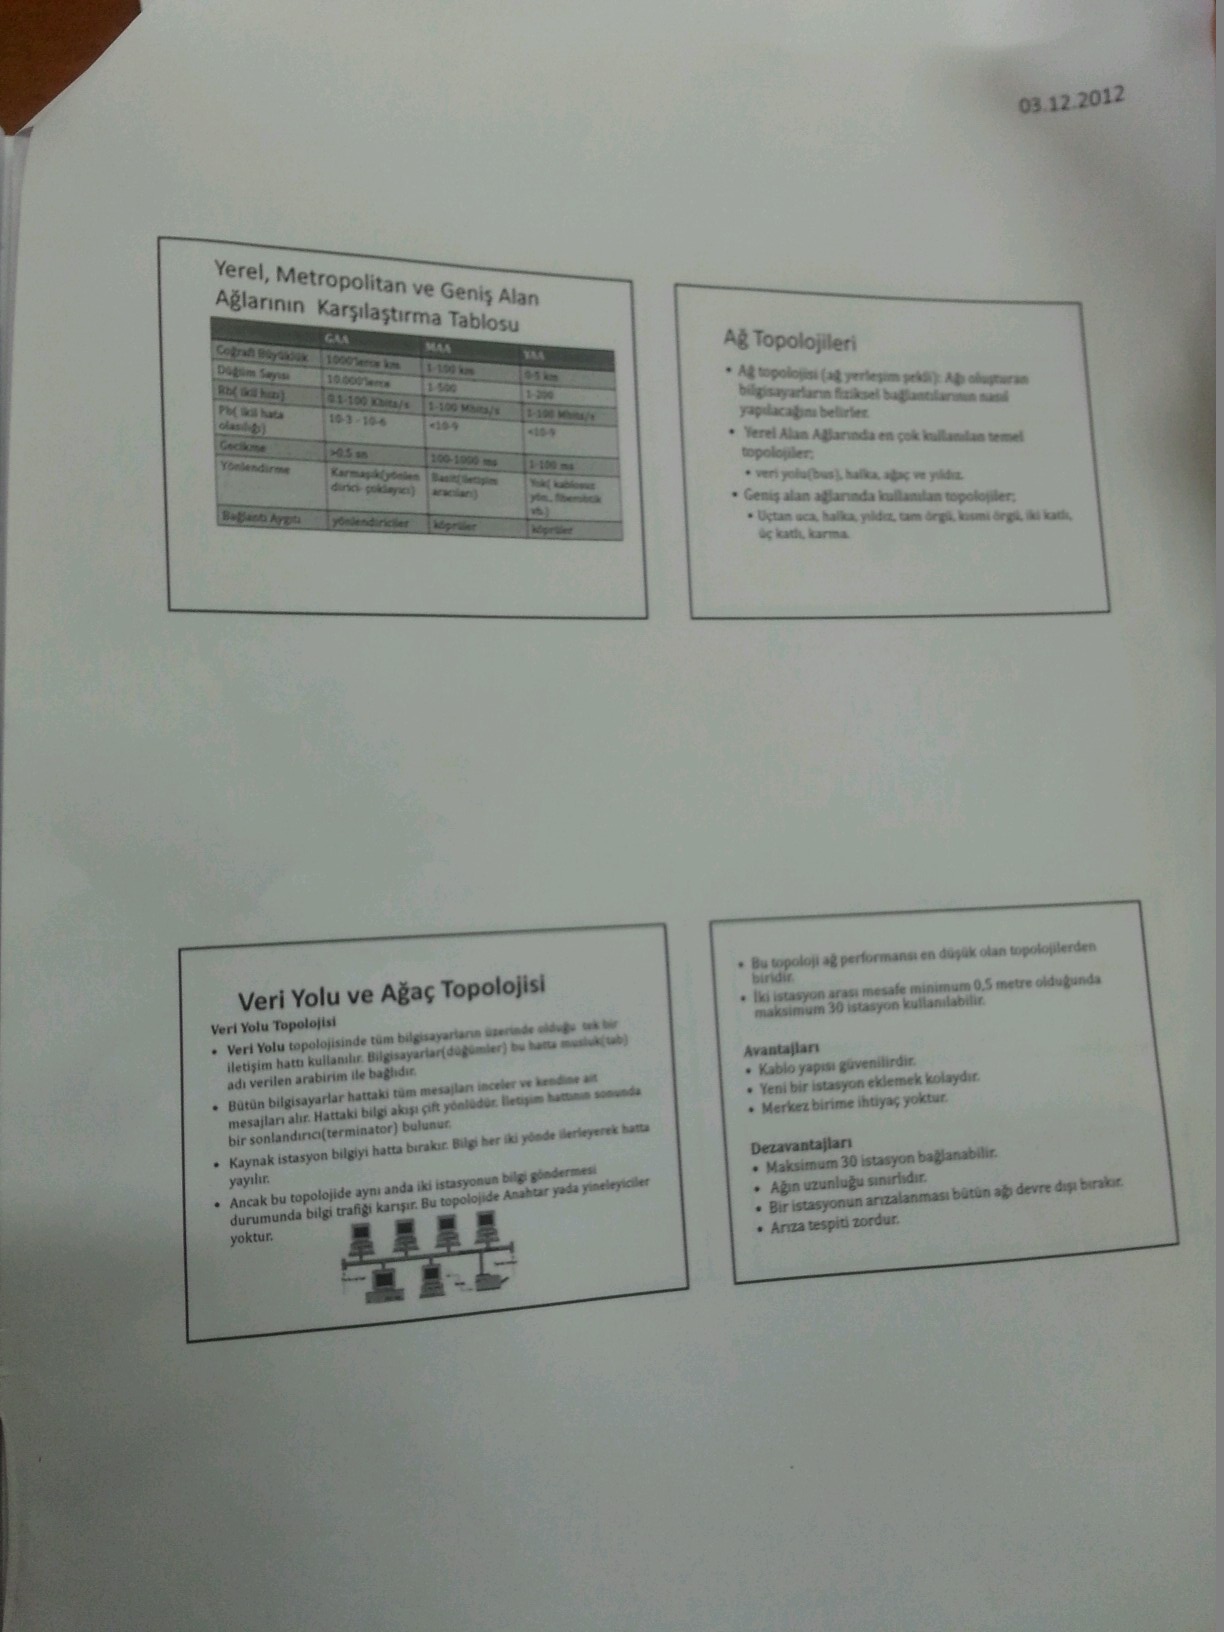 03.12.2012
Yerel, Metropolitan ve Geniş Alan
Ağlarının Karşılaştırma Tablosu
GAA MAA YAA
Coğrafi Büyüklük 1000'lerce km 1-100 km 0-5 km
Düğüm Sayısı 10.000'lerce 1-500 1-200
Rb( ikil hızı) 0.1-100 Kbits/s 1-100 Mbits/s 1-100 Mbits/s
Pb( ikil hata 10-3 - 10-6 <10-9 <10-9
olasılığı)
Gecikme >0.5 sn 100-1000 ms 1-100 ms
Yönlendirme Karmaşık(yönlen Basit(iletişim Yok( kablosuz
dirici- çoklayıcı) aracıları) yön., fiberoptik
vb.)
Bağlantı Aygıtı yönlendiriciler köprüler köprüler
Ağ Topolojileri
• Ağ topolojisi (ağ yerleşim şekli): Ağı oluşturan
bilgisayarların fiziksel bağlantılarının nasıl
yapılacağını belirler.
• Yerel Alan Ağlarında en çok kullanılan temel
topolojiler;
• veri yolu(bus), halka, ağaç ve yıldız.
• Geniş alan ağlarında kullanılan topolojiler;
• Uçtan uca, halka, yıldız, tam örgü, kısmi örgü, iki katlı,
üç katlı, karma.
Veri Yolu ve Ağaç Topolojisi
Veri Yolu Topolojisi
• Veri Yolu topolojisinde tüm bilgisayarların üzerinde olduğu tek bir
iletişim hattı kullanılır. Bilgisayarlar(düğümler) bu hatta musluk(tab)
adı verilen arabirim ile bağlıdır.
• Bütün bilgisayarlar hattaki tüm mesajları inceler ve kendine ait
mesajları alır. Hattaki bilgi akışı çift yönlüdür. İletişim hattının sonunda
bir sonlandırıcı(terminator) bulunur.
• Kaynak istasyon bilgiyi hatta bırakır. Bilgi her iki yönde ilerleyerek hatta
yayılır.
• Ancak bu topolojide aynı anda iki istasyonun bilgi göndermesi
durumunda bilgi trafiği karışır. Bu topolojide Anahtar yada yineleyiciler
yoktur.
• Bu topoloji ağ performansı en düşük olan topolojilerden
biridir.
• İki istasyon arası mesafe minimum 0,5 metre olduğunda
maksimum 30 istasyon kullanılabilir.
Avantajları
• Kablo yapısı güvenilirdir.
• Yeni bir istasyon eklemek kolaydır.
• Merkez birime ihtiyaç yoktur.
Dezavantajları
• Maksimum 30 istasyon bağlanabilir.
• Ağın uzunluğu sınırlıdır.
• Bir istasyonun arızalanması bütün ağı devre dışı bırakır.
• Arıza tespiti zordur.